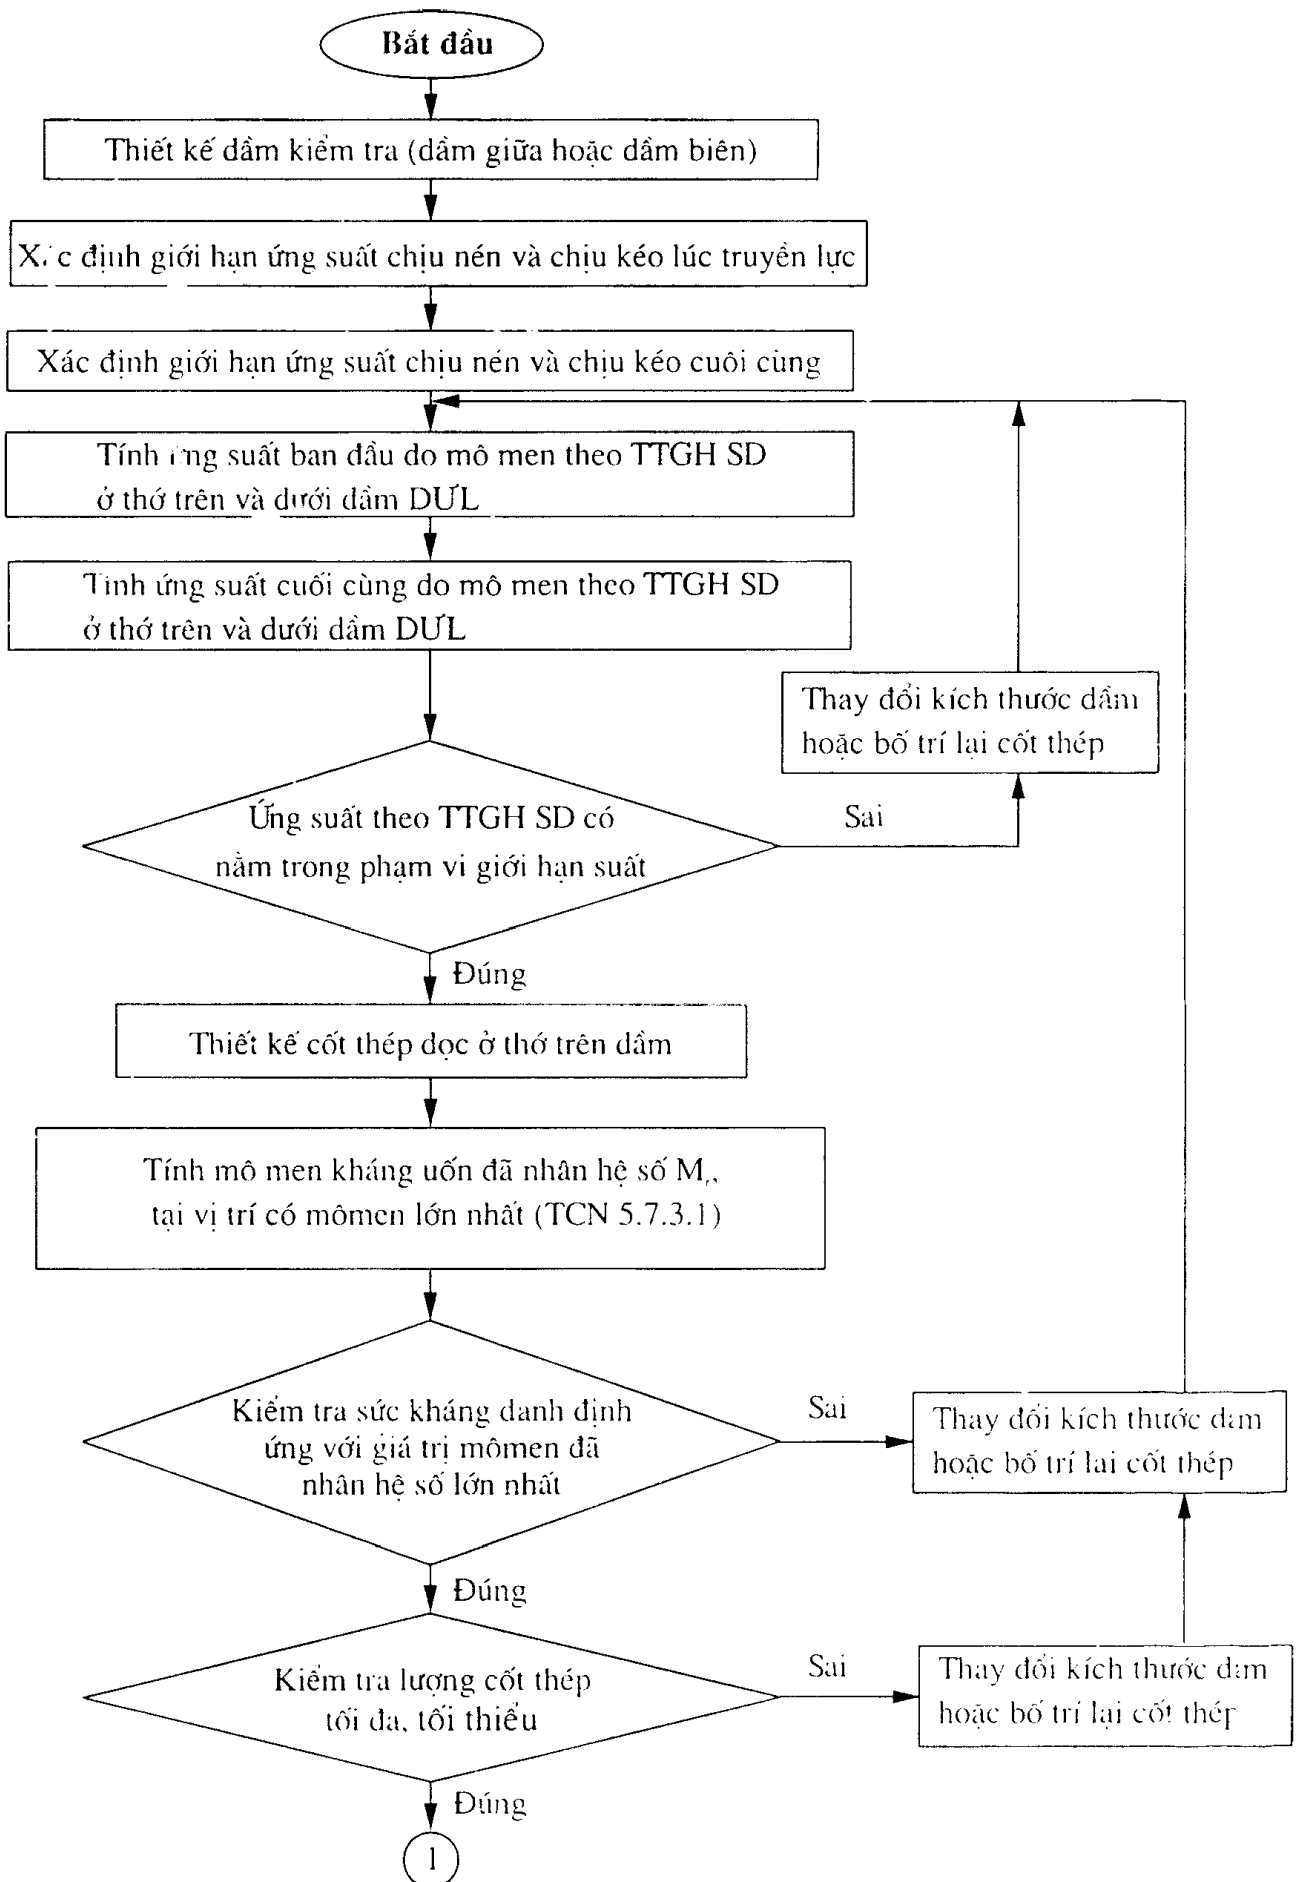 Bắt đầu
Thiết kế dầm kiểm tra (dầm giữa hoặc dầm biên)
Xác định giới hạn ứng suất chịu nén và chịu kéo lúc truyền lực
Xác định giới hạn ứng suất chịu nén và chịu kéo cuôi cùng
Tính ứng suất ban đầu do mô men theo TTGH SD
ở thớ trên và dưới dầm DƯL
Tính ứng suất cuối cùng do mô men theo TTGH SD
ở thớ trên và dưới dầm DƯL
Thay đổi kích thước dầm
hoặc bố trí lại cốt thép
Ứng suất theo TTGH SD có
nằm trong phạm vi giới hạn suất
Sai
Đúng
Thiết kế cốt thép dọc ở thớ trên dầm
Tính mô men kháng uốn đã nhân hệ số Mr,
tại vị trí có mômen lớn nhất (TCN 5.7.3.1)
Kiểm tra sức kháng danh định
ứng với giá trị mômen đã
nhân hệ số lớn nhất
Sai
Thay đổi kích thước dầm
hoặc bố trí lại cốt thép
Đúng
Kiểm tra lượng cốt thép
tối đa, tối thiểu
Sai
Thay đổi kích thước dầm
hoặc bố trí lại cốt thép
Đúng
1